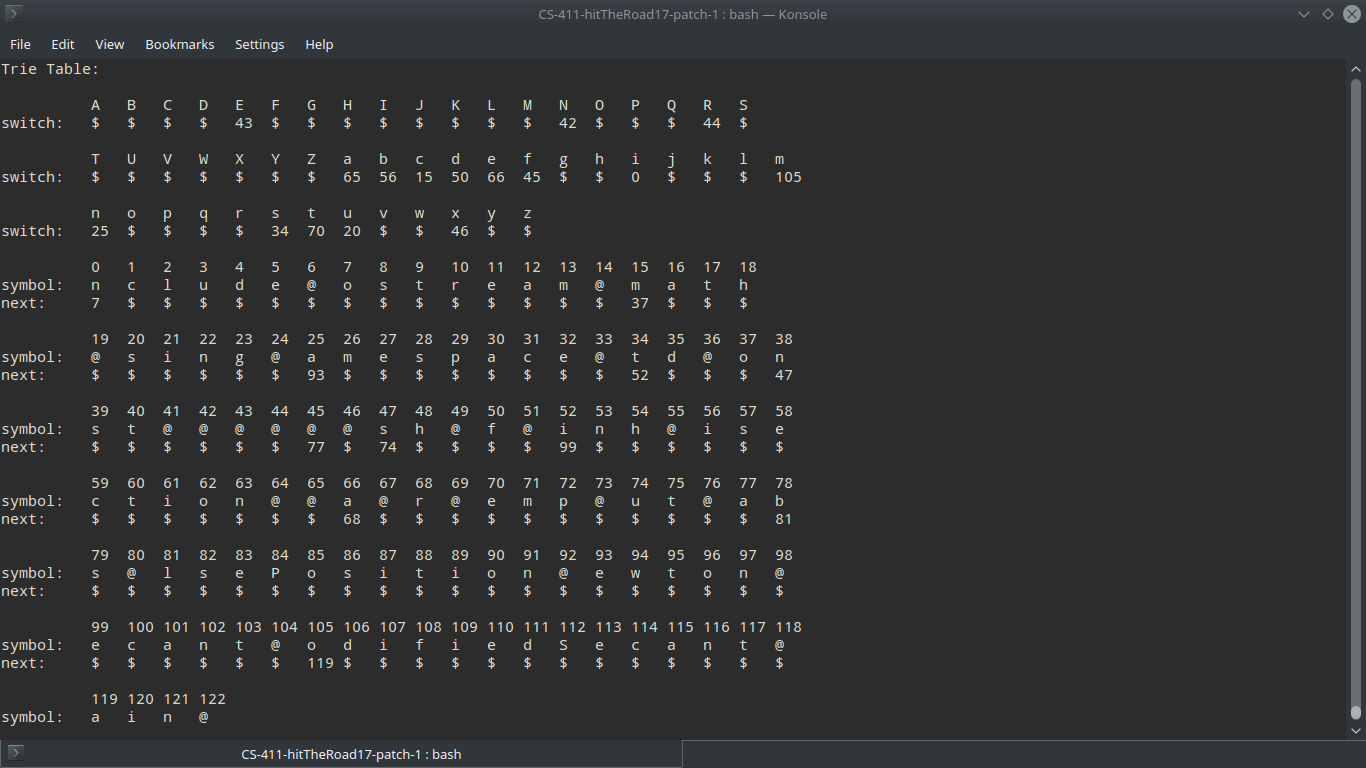 CS-411-hitTheRoad17-patch-1 : bash — Konsole
File Edit View Bookmarks Settings Help
Trie Table:
A B C D E F G H I J K L M N O P Q R S
switch: $ $ $ $ 43 $ $ $ $ $ $ $ $ 42 $ $ $ 44 $
T U V W X Y Z a b c d e f g h i j k l m
switch: $ $ $ $ $ $ $ 65 56 15 50 66 45 $ $ 0 $ $ $ 105
n o p q r s t u v w x y z
switch: 25 $ $ $ $ 34 70 20 $ $ 46 $ $
0 1 2 3 4 5 6 7 8 9 10 11 12 13 14 15 16 17 18
symbol: n c l u d e @ o s t r e a m @ m a t h
next: 7 $ $ $ $ $ $ $ $ $ $ $ $ $ $ 37 $ $ $
19 20 21 22 23 24 25 26 27 28 29 30 31 32 33 34 35 36 37 38
symbol: @ s i n g @ a m e s p a c e @ t d @ o n
next: $ $ $ $ $ $ 93 $ $ $ $ $ $ $ $ 52 $ $ $ 47
39 40 41 42 43 44 45 46 47 48 49 50 51 52 53 54 55 56 57 58
symbol: s t @ @ @ @ @ @ s h @ f @ i n h @ i s e
next: $ $ $ $ $ $ 77 $ 74 $ $ $ $ 99 $ $ $ $ $ $
59 60 61 62 63 64 65 66 67 68 69 70 71 72 73 74 75 76 77 78
symbol: c t i o n @ @ a @ r @ e m p @ u t @ a b
next: $ $ $ $ $ $ $ 68 $ $ $ $ $ $ $ $ $ $ $ 81
79 80 81 82 83 84 85 86 87 88 89 90 91 92 93 94 95 96 97 98
symbol: s @ l s e P o s i t i o n @ e w t o n @
next: $ $ $ $ $ $ $ $ $ $ $ $ $ $ $ $ $ $ $ $
99 100 101 102 103 104 105 106 107 108 109 110 111 112 113 114 115 116 117 118
symbol: e c a n t @ o d i f i e d S e c a n t @
next: $ $ $ $ $ $ 119 $ $ $ $ $ $ $ $ $ $ $ $ $
119 120 121 122
symbol: a i n @
CS-411-hitTheRoad17-patch-1 : bash